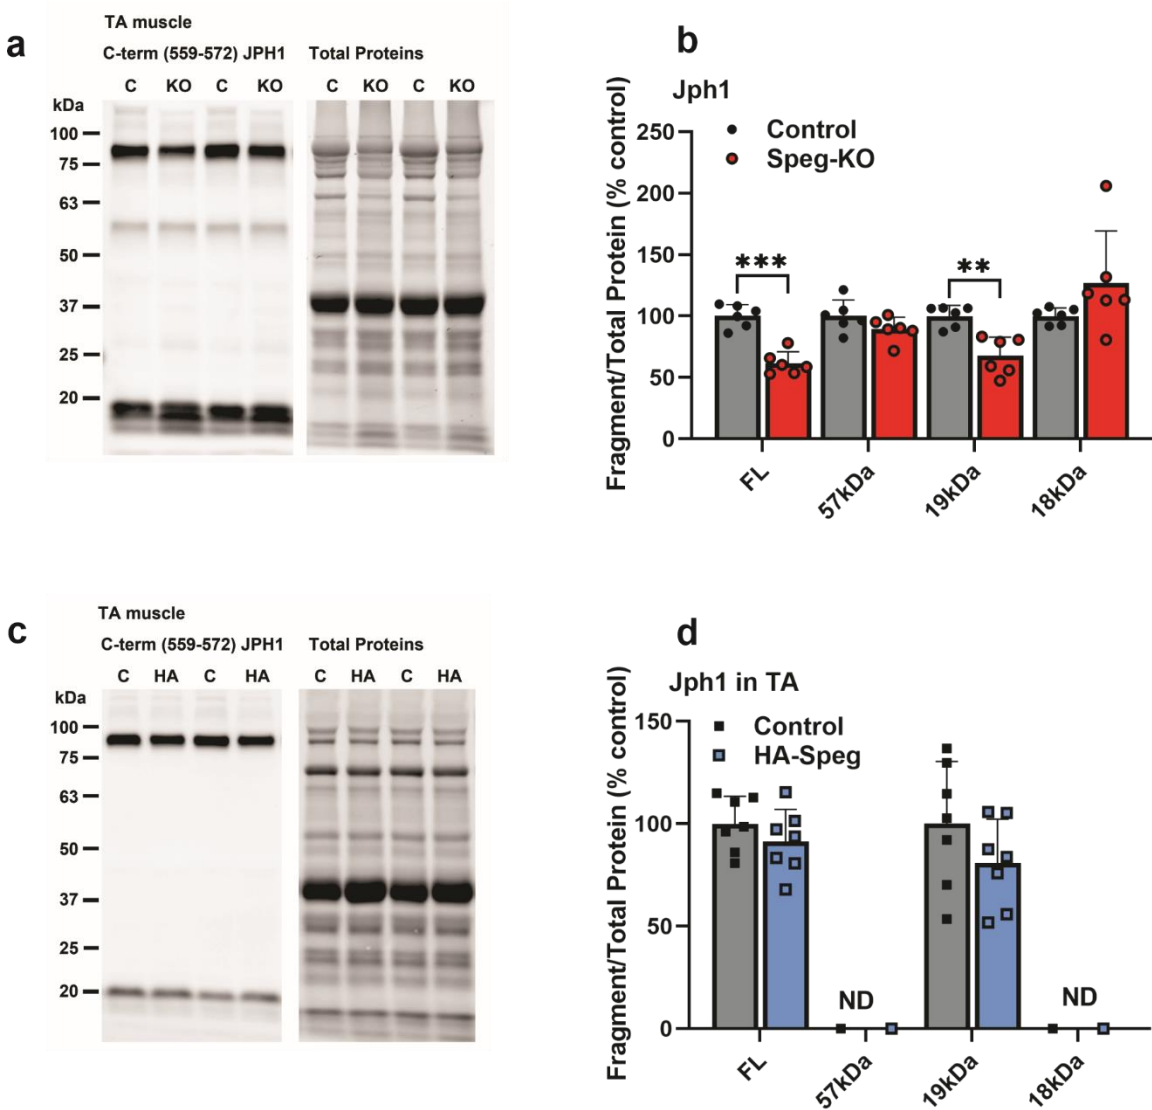 a
TA muscle
C-term (559-572) JPH1 Total Proteins
C KO C KO C KO C KO
kDa
100
75
63
50
37
25
20
b
Jph1
Control
Speg-KO
Fragment/Total Protein (% control)
250
200
150
100
50
0
***
**
FL
57kDa
19kDa
18kDa
c
TA muscle
C-term (559-572) JPH1 Total Proteins
C HA C HA C HA C HA
kDa
100
75
63
50
37
25
20
d
Jph1 in TA
Control
HA-Speg
Fragment/Total Protein (% control)
150
100
50
0
ND
ND
FL
57kDa
19kDa
18kDa